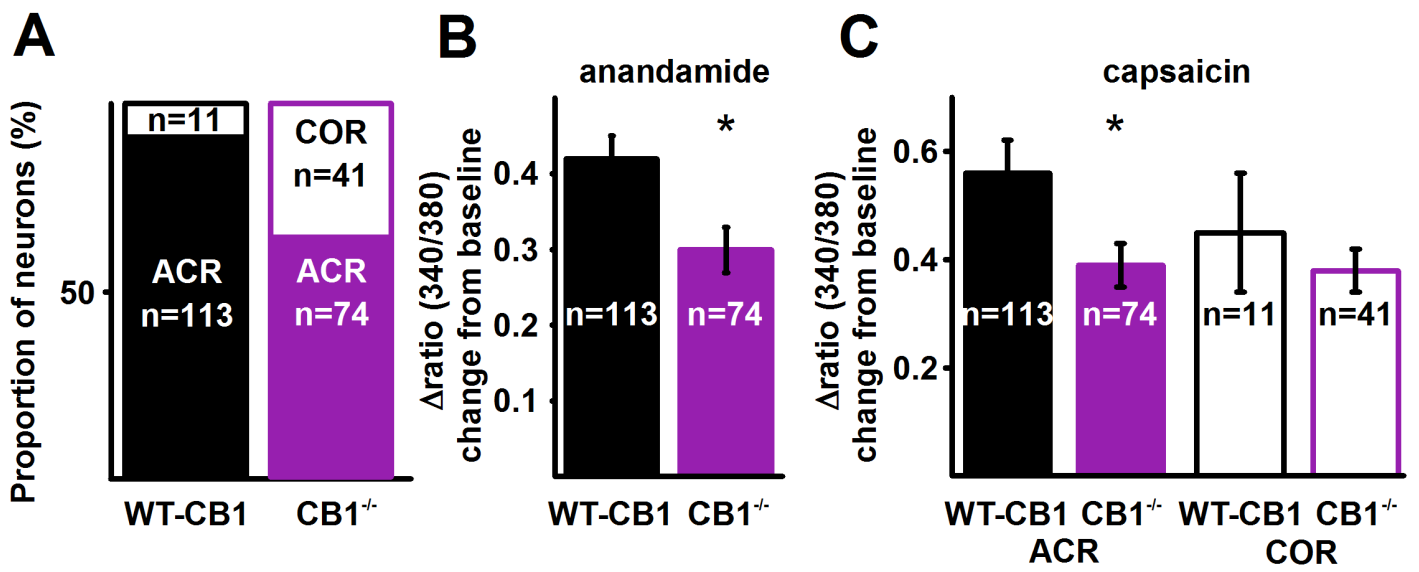 A
Proportion of neurons (%)
50
n=11
ACR
n=113
COR
n=41
ACR
n=74
WT-CB1
CB1-/-
B
anandamide
Δratio (340/380)
change from baseline
0.4
0.3
0.2
0.1
*
n=113
n=74
WT-CB1
CB1-/-
C
capsaicin
Δratio (340/380)
change from baseline
0.6
0.4
0.2
*
n=113
n=74
n=11
n=41
WT-CB1 CB1-/- WT-CB1 CB1-/-
ACR COR